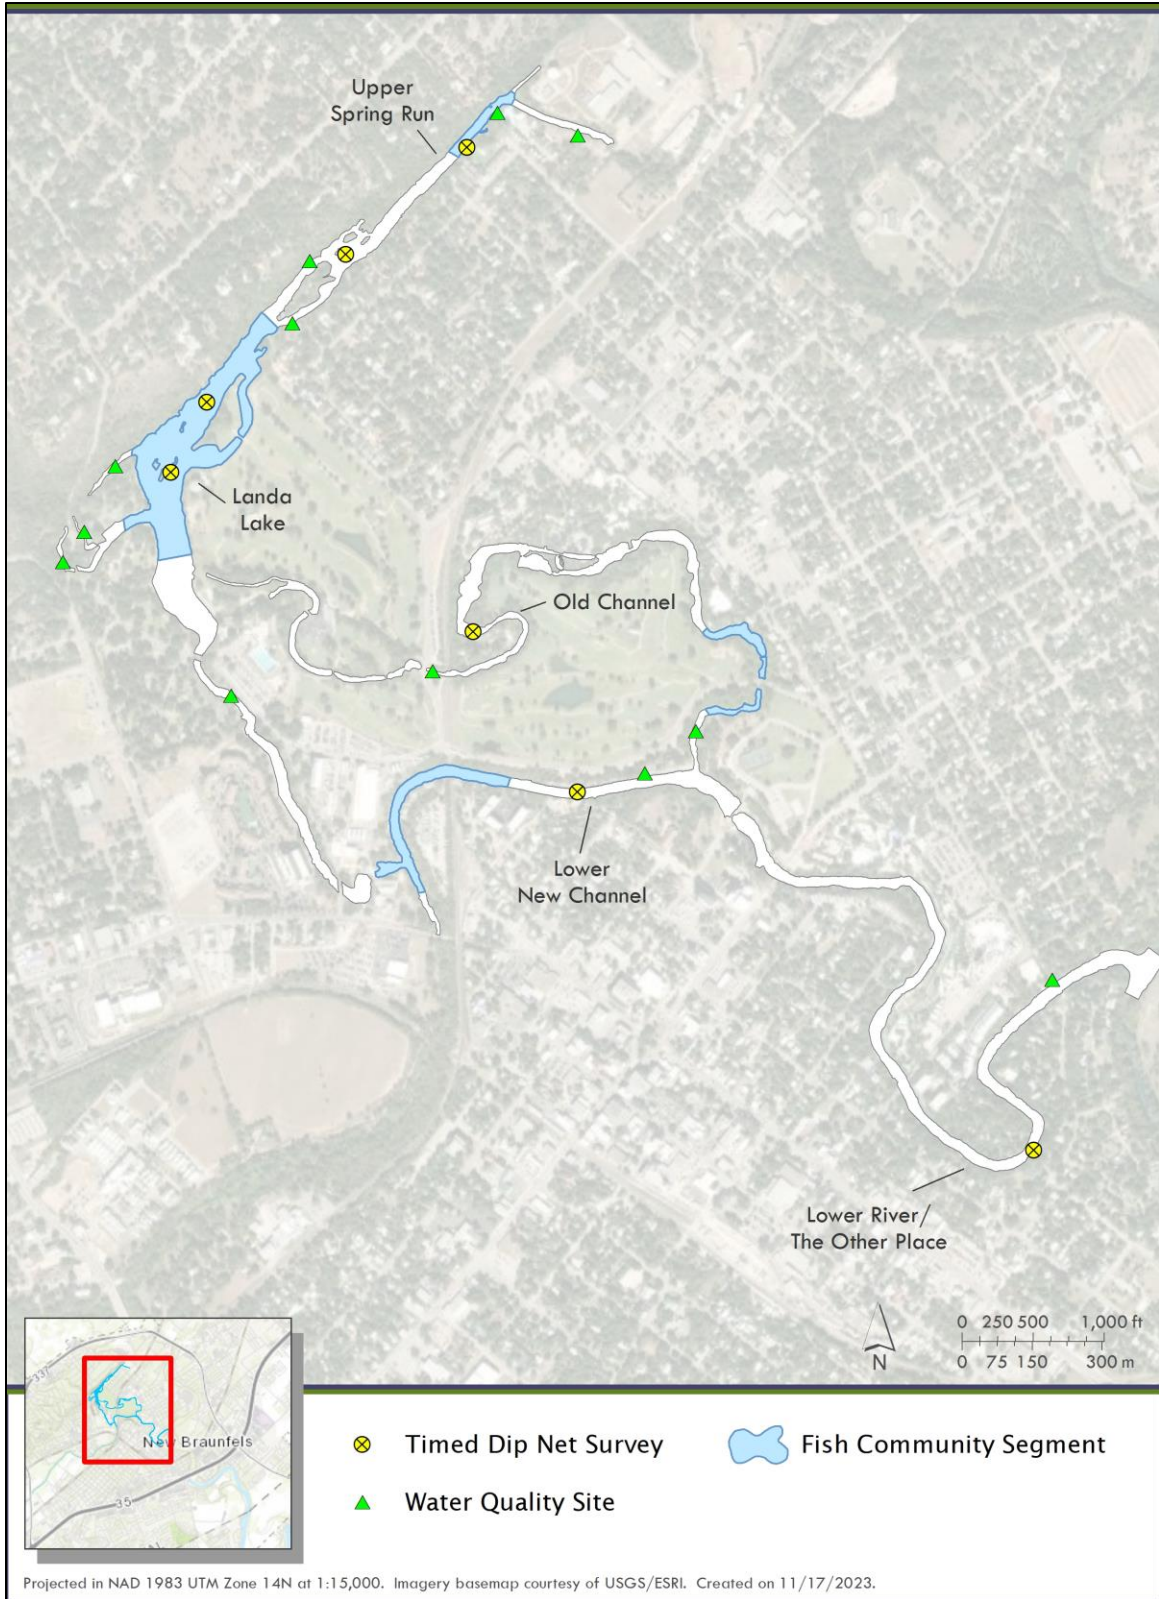 Upper
Spring Run
Landa
Lake
Old Channel
Lower
New Channel
Lower River/
The Other Place
N
0 250 500 1,000 ft
0 75 150 300 m
337
New Braunfels
35
Timed Dip Net Survey
Fish Community Segment
Water Quality Site
Projected in NAD 1983 UTM Zone 14N at 1:15,000. Imagery basemap courtesy of USGS/ESRI. Created on 11/17/2023.